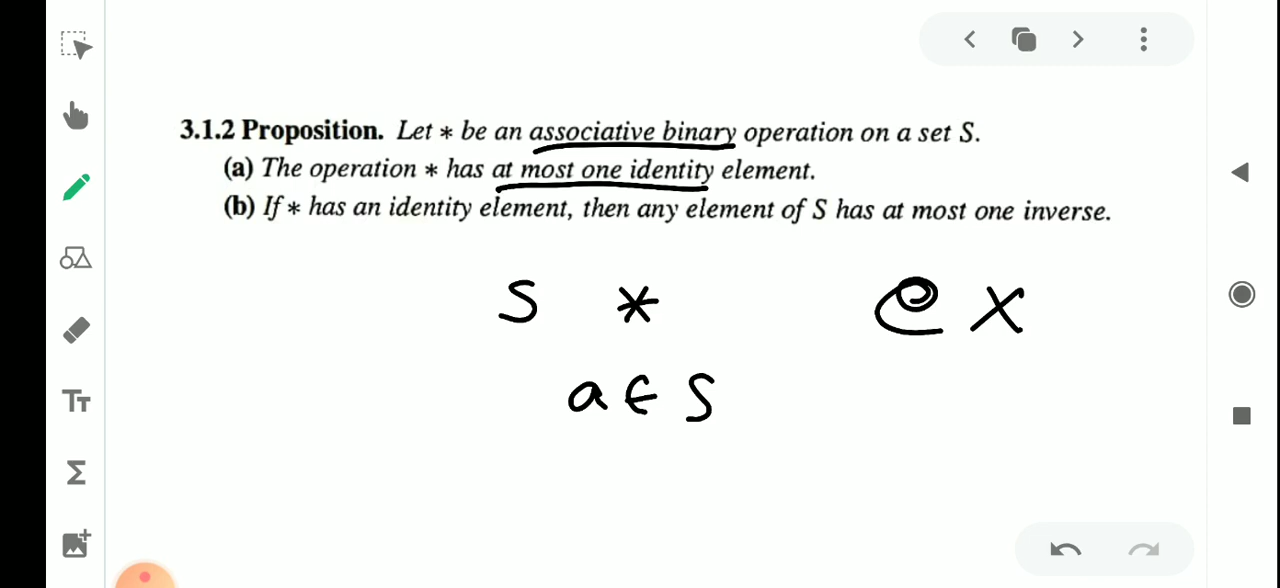 3.1.2 Proposition. Let * be an associative binary operation on a set S.
(a) The operation * has at most one identity element.
(b) If * has an identity element, then any element of S has at most one inverse.
S * e x
a ∈ S
Tт
Σ